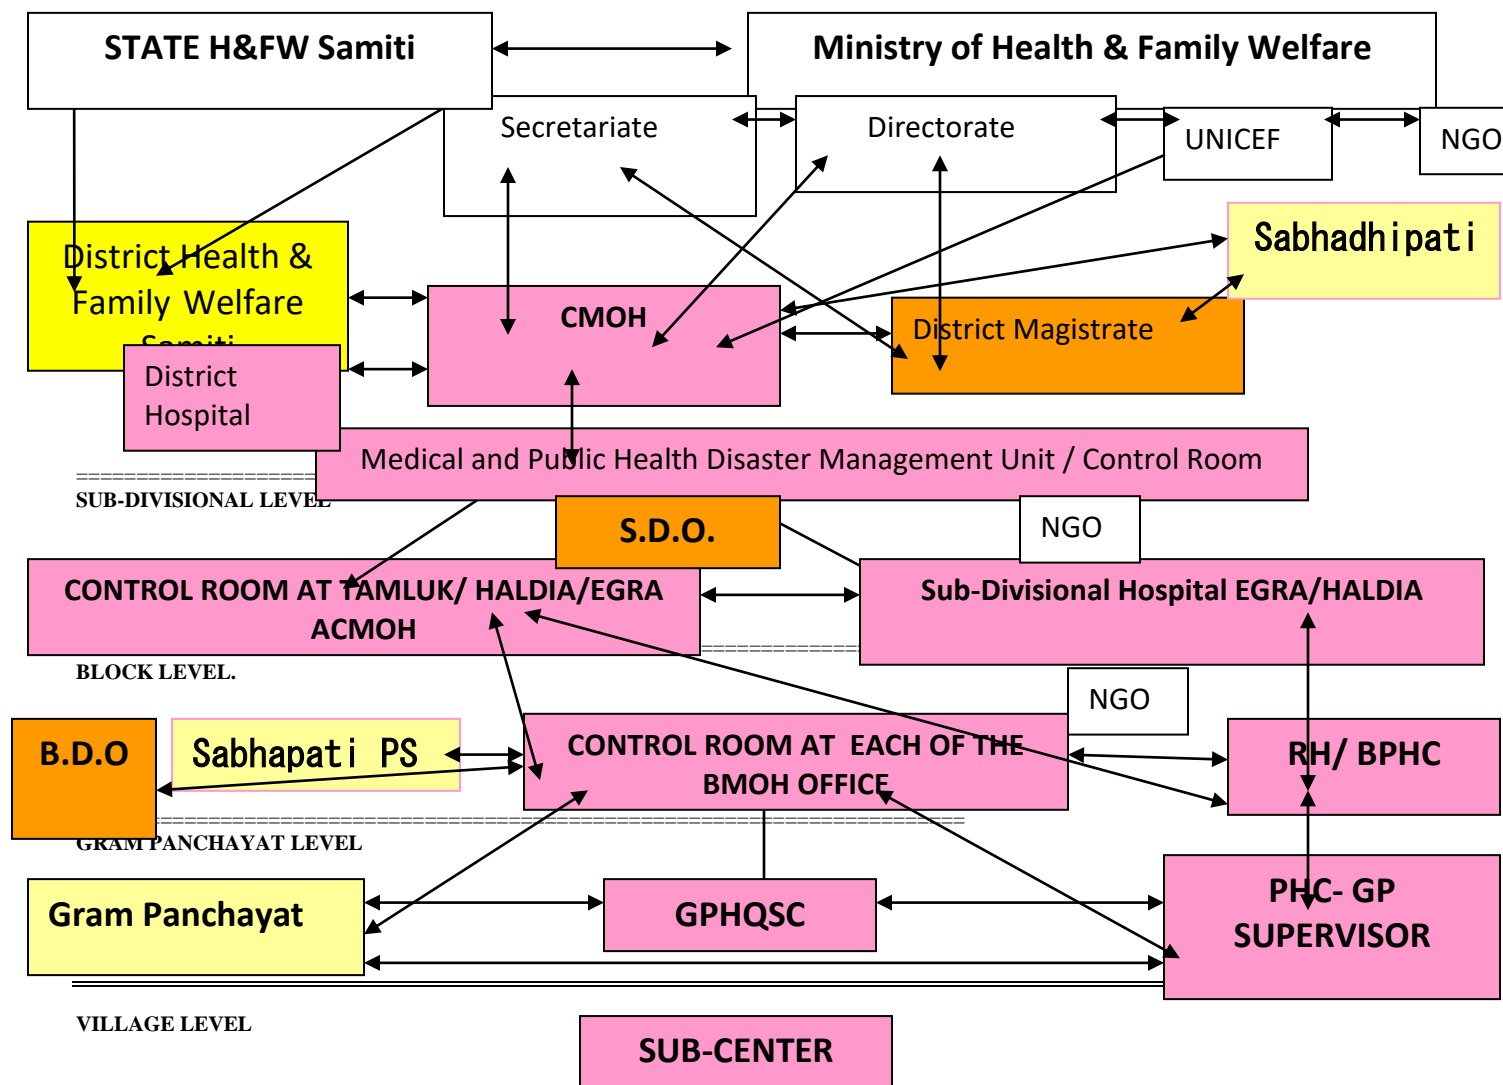 STATE H&FW Samiti
Ministry of Health & Family Welfare
Secretariate
Directorate
UNICEF
NGO
Sabhadhipati
District Health &
Family Welfare
Samiti
CMOH
District Magistrate
District
Hospital
Medical and Public Health Disaster Management Unit / Control Room
SUB-DIVISIONAL LEVEL
S.D.O.
NGO
CONTROL ROOM AT TAMLUK/ HALDIA/EGRA
ACMOH
Sub-Divisional Hospital EGRA/HALDIA
BLOCK LEVEL.
NGO
B.D.O
Sabhapati PS
CONTROL ROOM AT EACH OF THE
BMOH OFFICE
RH/ BPHC
GRAM PANCHAYAT LEVEL
Gram Panchayat
GPHQSC
PHC- GP
SUPERVISOR
VILLAGE LEVEL
SUB-CENTER